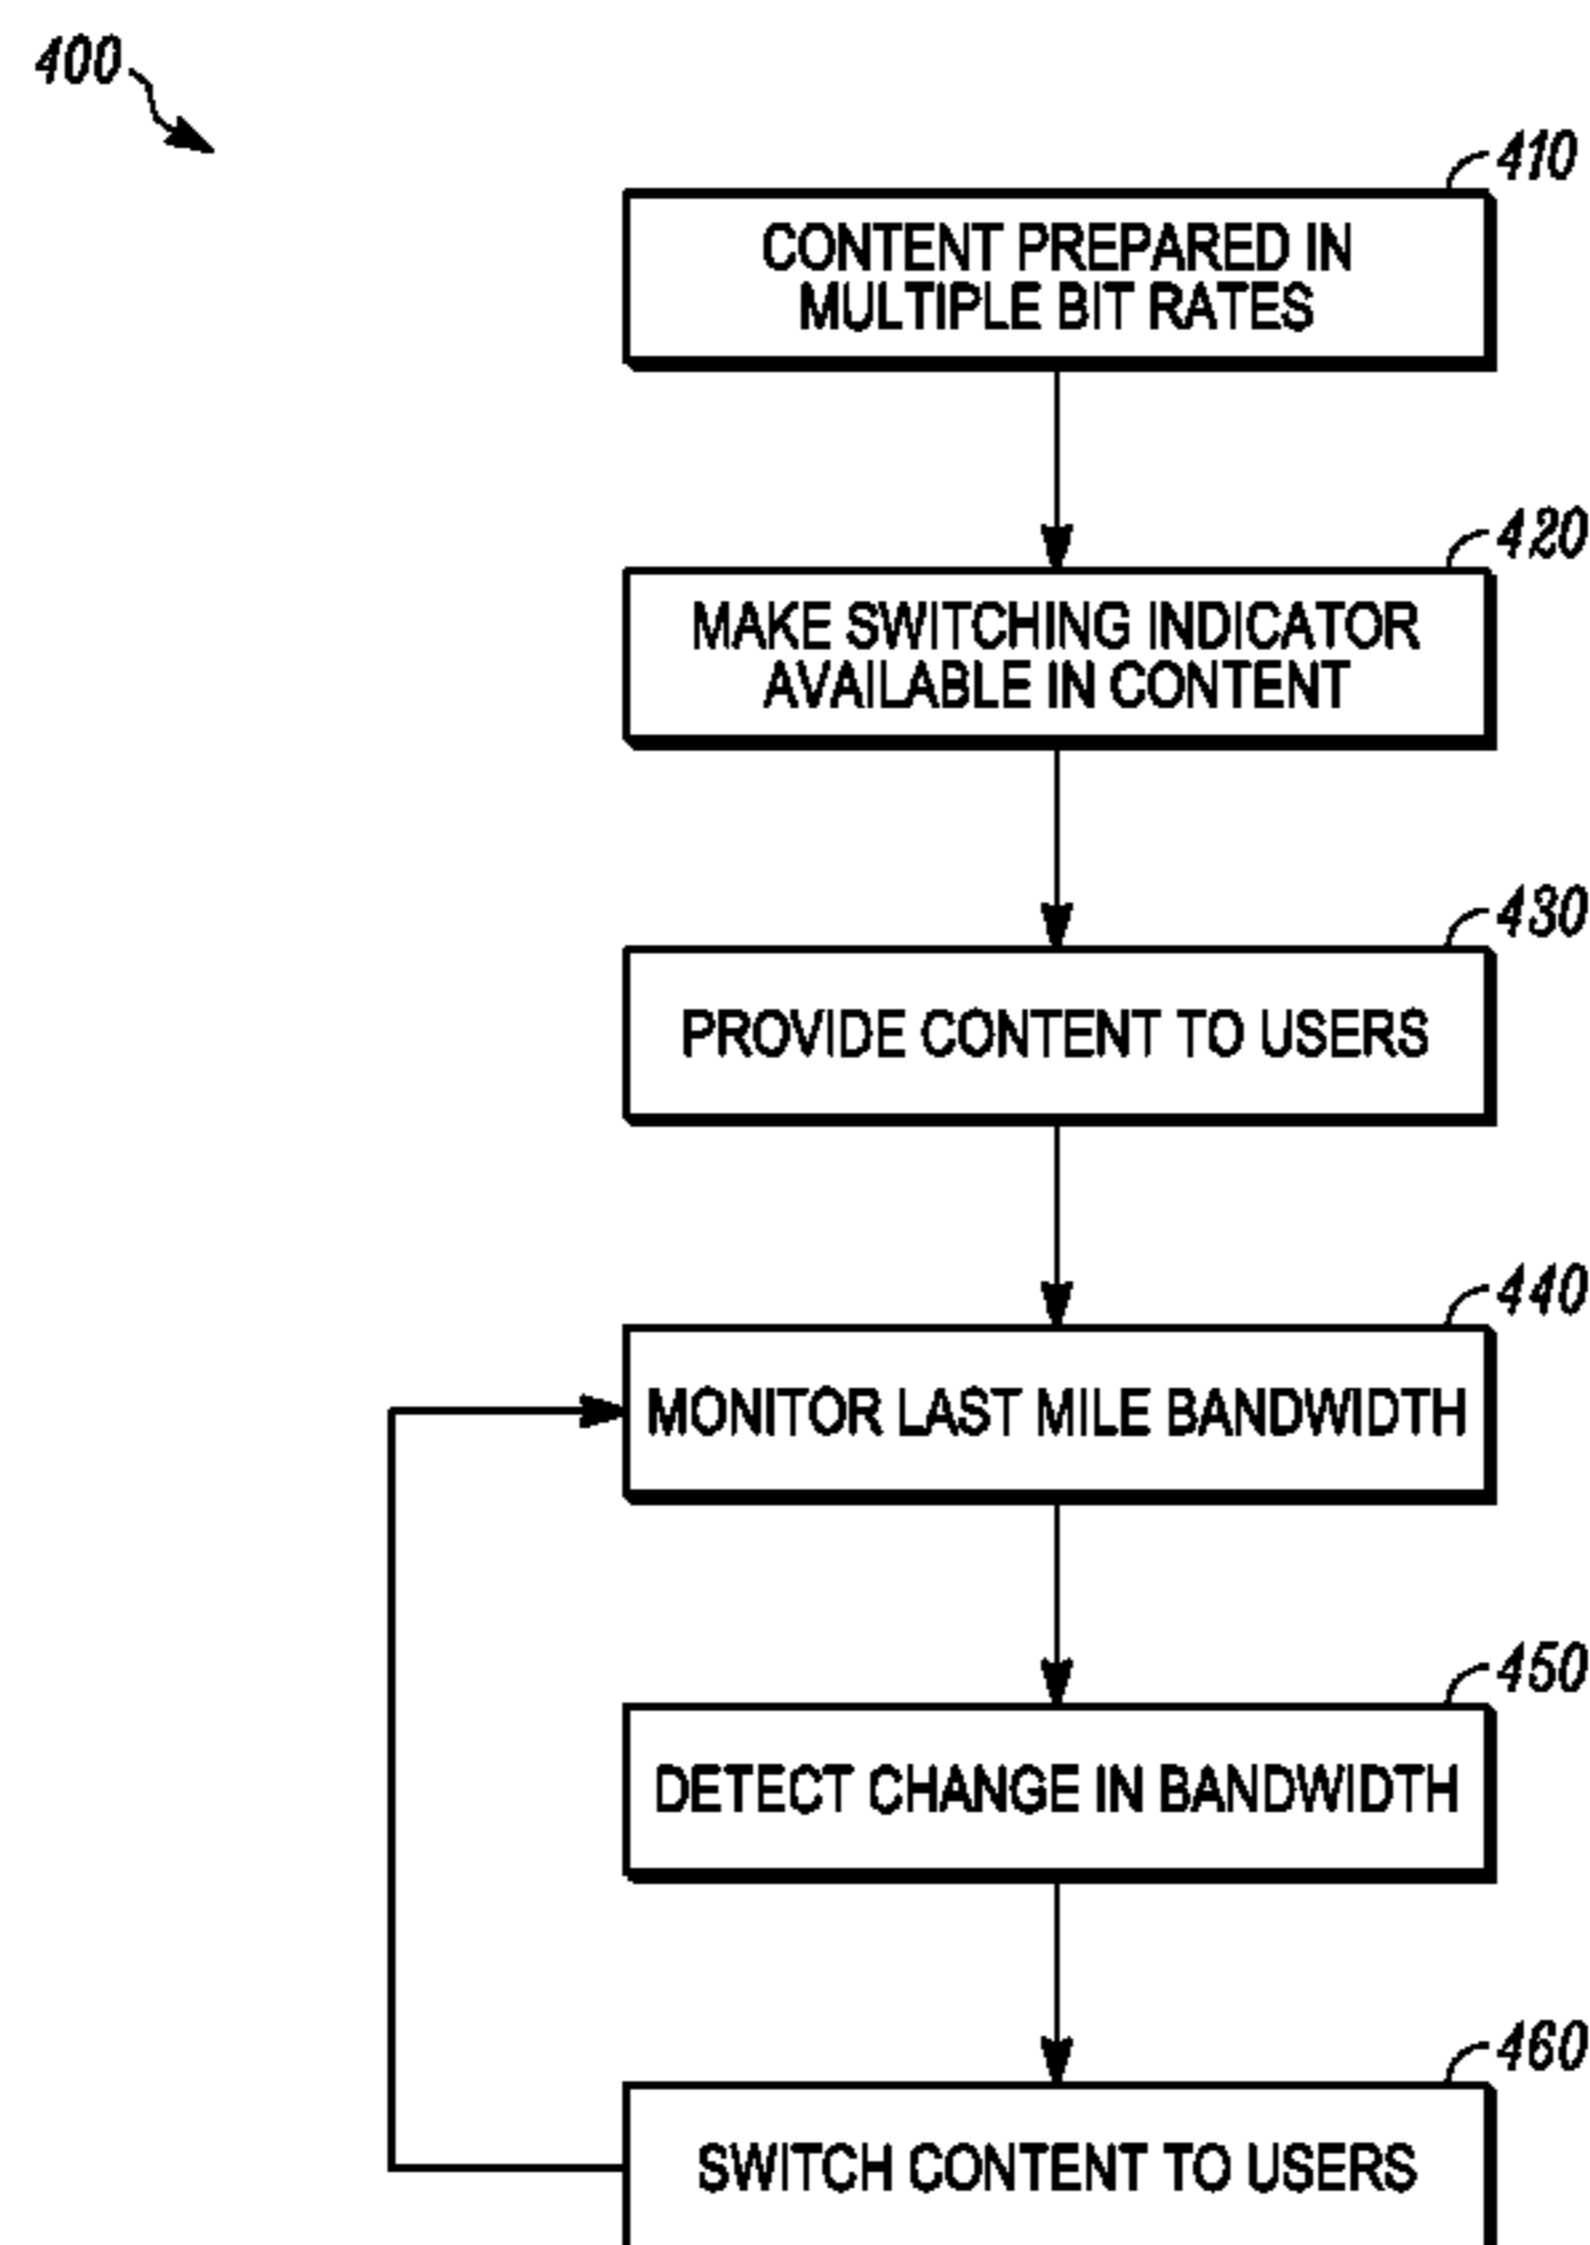 400
410
CONTENT PREPARED IN
MULTIPLE BIT RATES
420
MAKE SWITCHING INDICATOR
AVAILABLE IN CONTENT
430
PROVIDE CONTENT TO USERS
440
MONITOR LAST MILE BANDWIDTH
450
DETECT CHANGE IN BANDWIDTH
460
SWITCH CONTENT TO USERS